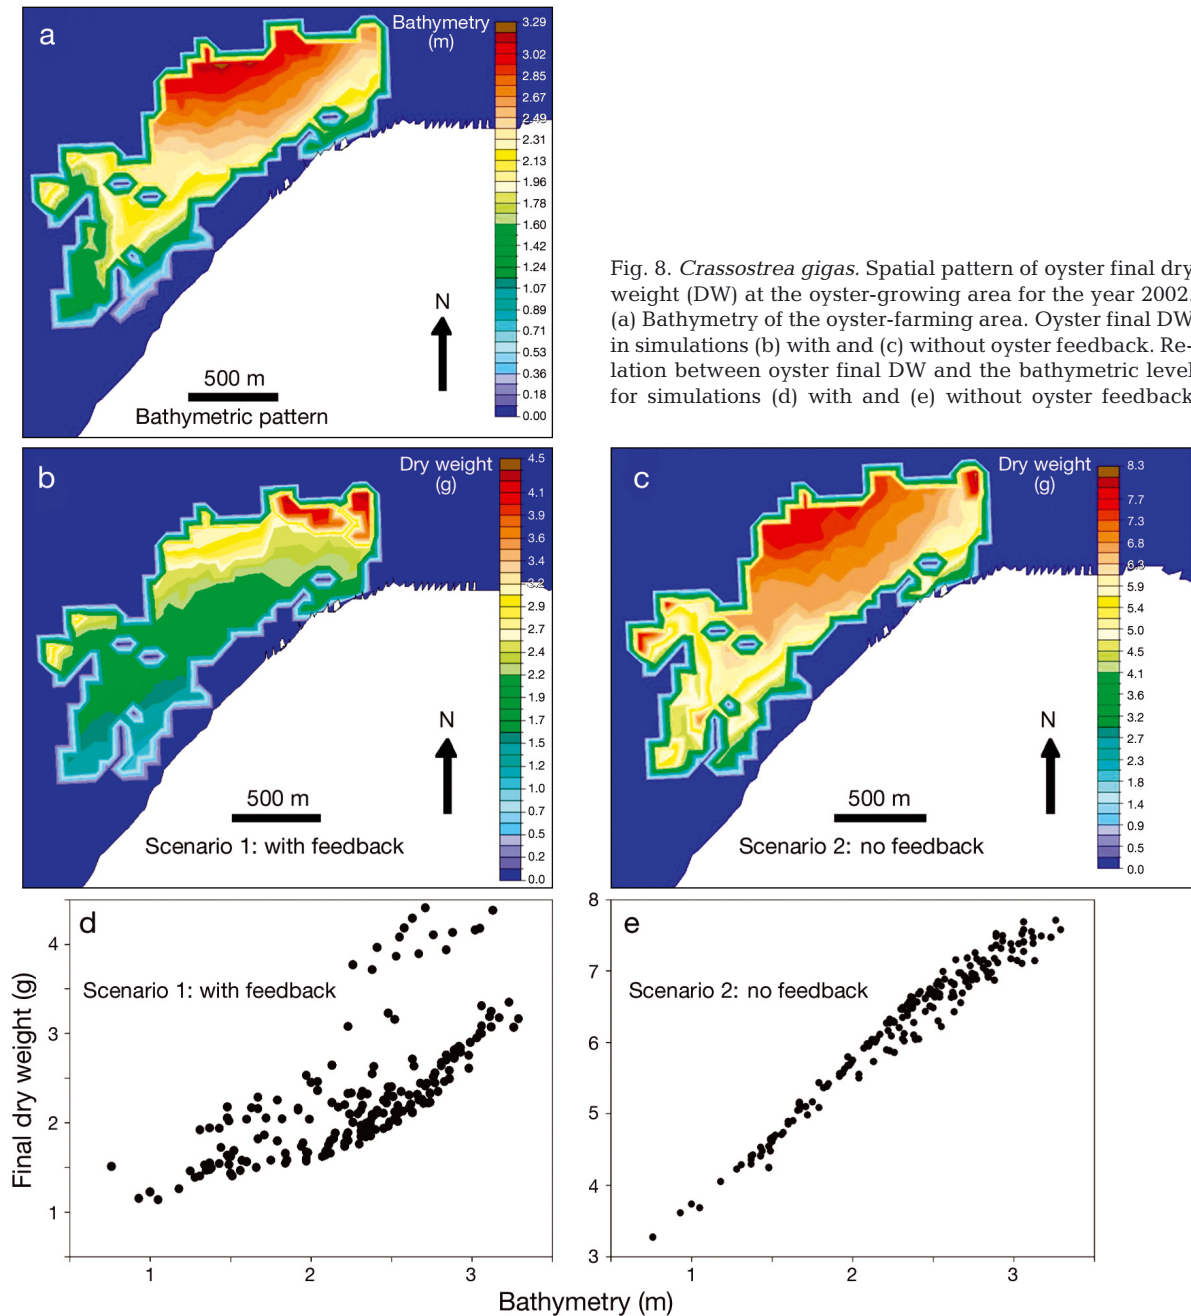 a
Bathymetry
(m)
3.29
3.02
2.85
2.67
2.49
2.31
2.13
1.96
1.78
1.60
1.42
1.24
1.07
0.89
0.71
0.53
0.36
0.18
0.00
N
500 m
Bathymetric pattern
Fig. 8. Crassostrea gigas. Spatial pattern of oyster final dry
weight (DW) at the oyster-growing area for the year 2002.
(a) Bathymetry of the oyster-farming area. Oyster final DW
in simulations (b) with and (c) without oyster feedback. Re-
lation between oyster final DW and the bathymetric level
for simulations (d) with and (e) without oyster feedback
b
Dry weight
(g)
4.5
4.1
3.9
3.6
3.4
3.2
2.9
2.7
2.4
2.2
1.9
1.7
1.5
1.2
1.0
0.7
0.5
0.2
0.0
N
500 m
Scenario 1: with feedback
c
Dry weight
(g)
8.3
7.7
7.3
6.8
6.3
5.9
5.4
5.0
4.5
4.1
3.6
3.2
2.7
2.3
1.8
1.4
0.9
0.5
0.0
N
500 m
Scenario 2: no feedback
d
Scenario 1: with feedback
Final dry weight (g)
4
3
2
1
1
2
3
e
Scenario 2: no feedback
8
7
6
5
4
3
1
2
3
Bathymetry (m)